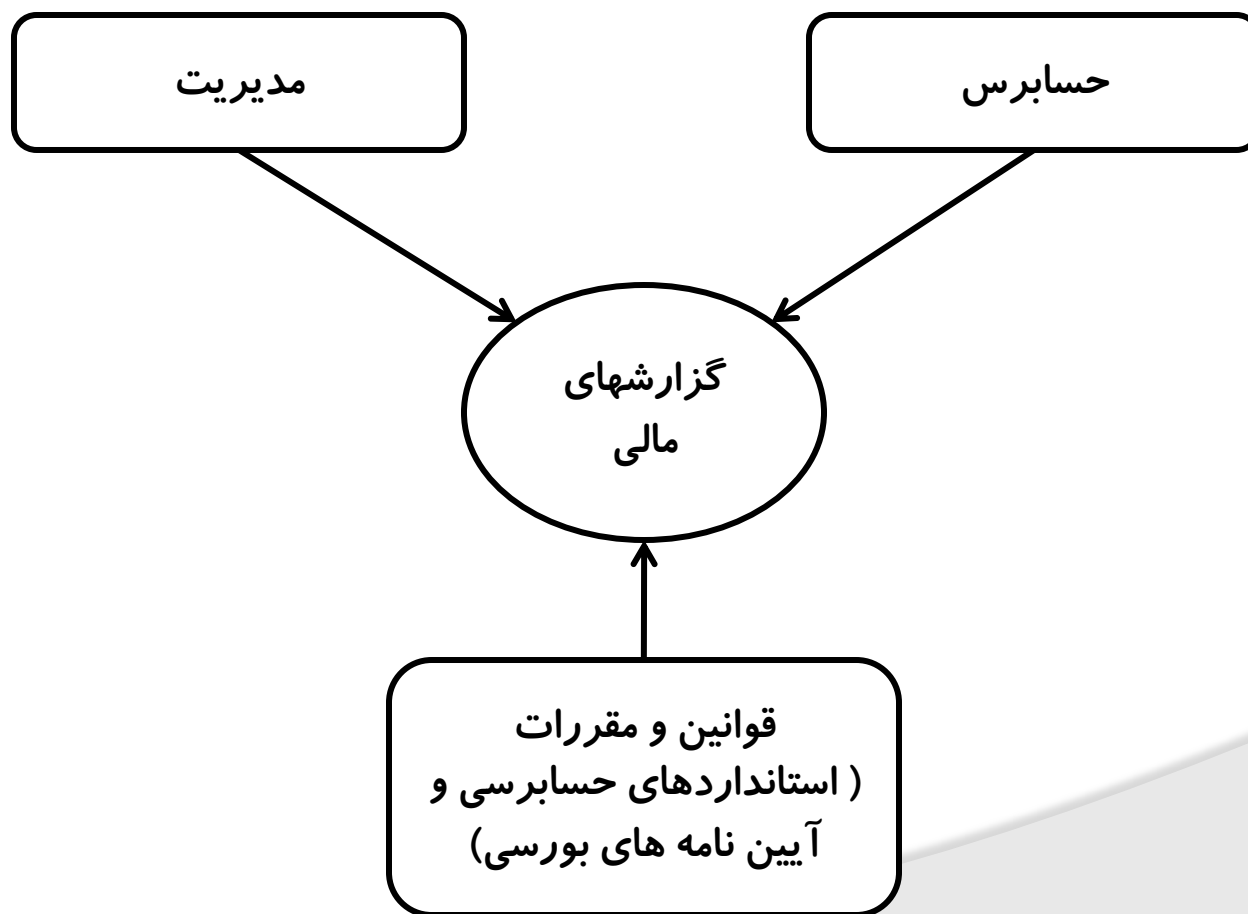 حسابرس
مدیریت
گزارشهای
مالی
قوانین و مقررات
( استانداردهای حسابرسی و
آیین نامه های بورسی)